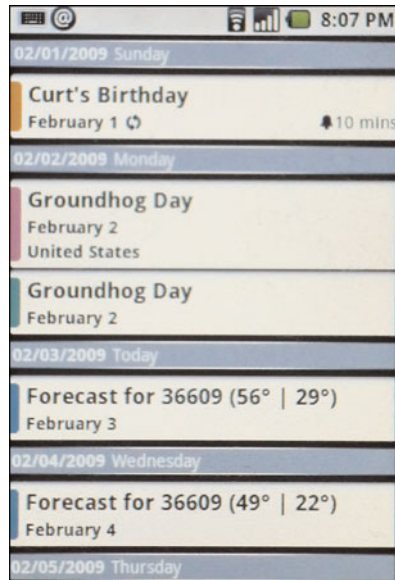 8:07 PM
02/01/2009 Sunday
Curt's Birthday
February 1
10 mins
02/02/2009 Monday
Groundhog Day
February 2
United States
Groundhog Day
February 2
02/03/2009 Today
Forecast for 36609 (56° | 29°)
February 3
02/04/2009 Wednesday
Forecast for 36609 (49° | 22°)
February 4
02/05/2009 Thursday